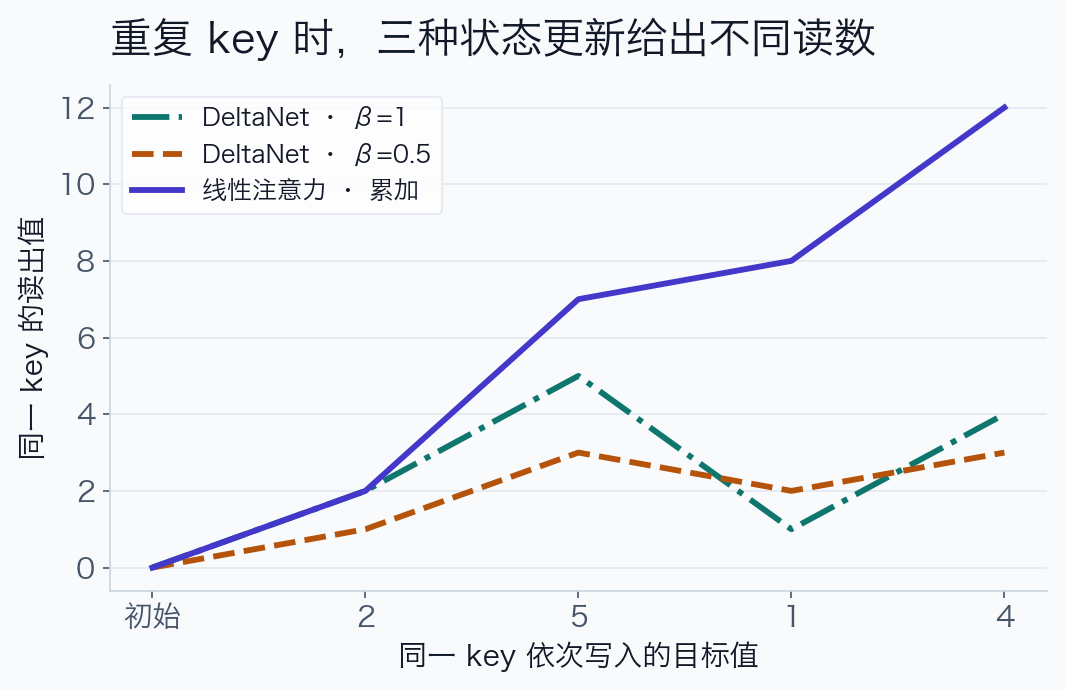 重复 key 时，三种状态更新给出不同读数
DeltaNet · β=1
DeltaNet · β=0.5
线性注意力 · 累加
12
10
8
6
4
2
0
同一 key 的读出值
初始 2 5 1 4
同一 key 依次写入的目标值